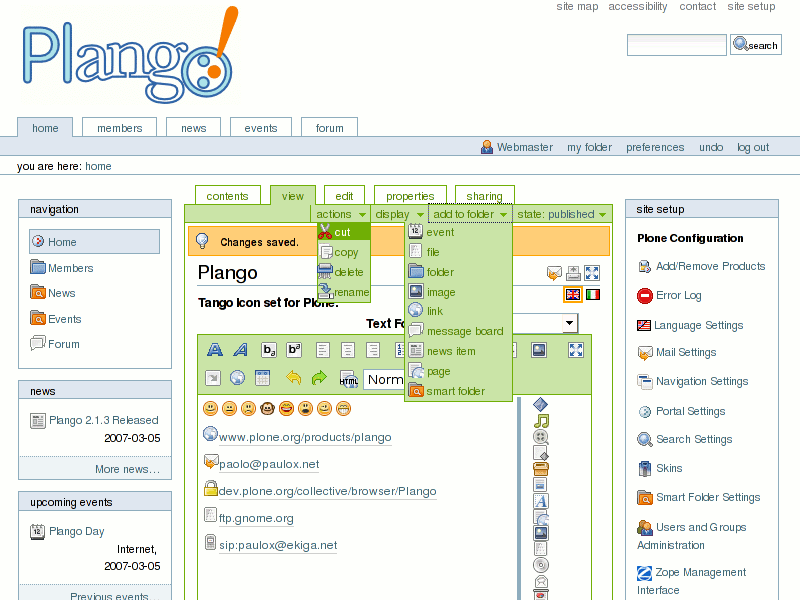 site map accessibility contact site setup
Plango
search
home members news events forum
Webmaster my folder preferences undo log out
you are here: home
navigation
Home
Members
News
Events
Forum
news
Plango 2.1.3 Released
2007-03-05
More news...
upcoming events
Plango Day
Internet,
2007-03-05
Previous events...
contents view edit properties sharing
actions display add to folder state: published
cut
copy
delete
rename
event
file
folder
image
link
message board
news item
page
smart folder
Changes saved.
Plango
Tango Icon set for Plone.
Text Fo
HTML Norm
www.plone.org/products/plango
paolo@paulox.net
dev.plone.org/collective/browser/Plango
ftp.gnome.org
sip:paulox@ekiga.net
site setup
Plone Configuration
Add/Remove Products
Error Log
Language Settings
Mail Settings
Navigation Settings
Portal Settings
Search Settings
Skins
Smart Folder Settings
Users and Groups
Administration
Zope Management
Interface